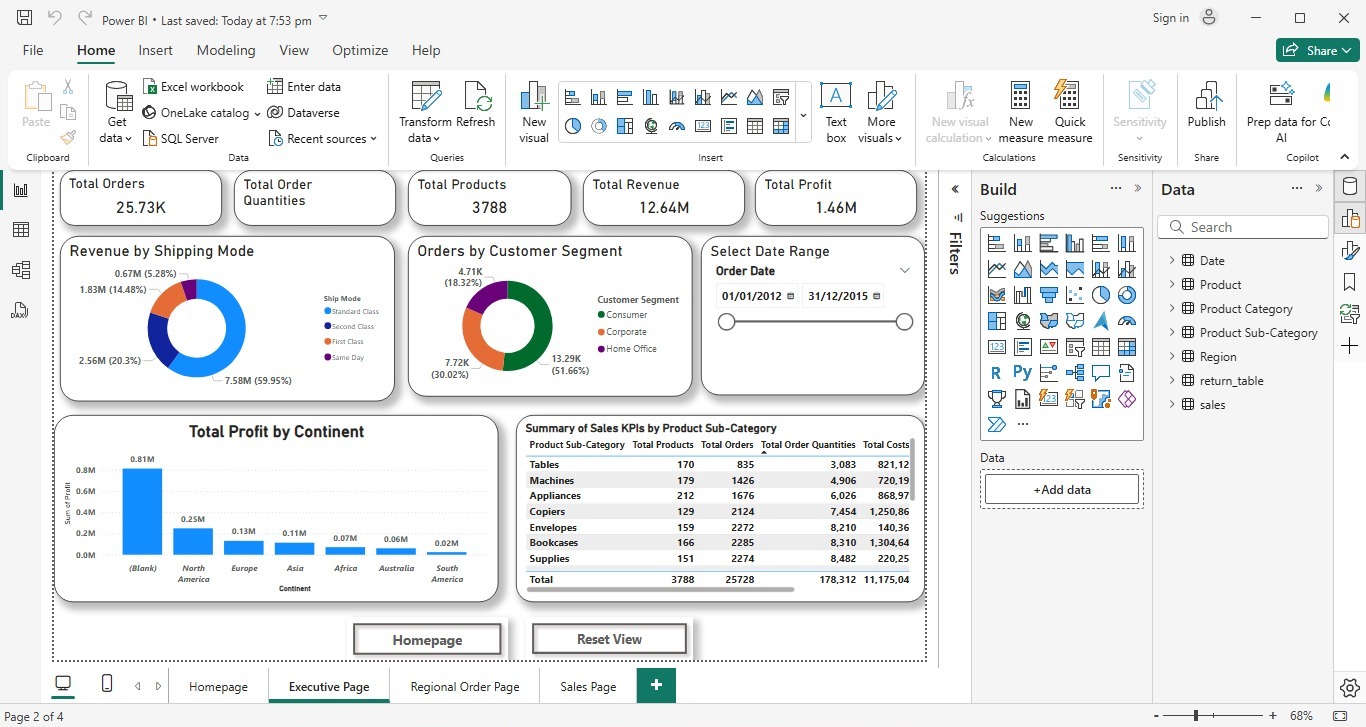 Power BI • Last saved: Today at 7:53 pm
Sign in
File Home Insert Modeling View Optimize Help
Share
Paste
Clipboard
Get data
Excel workbook
OneLake catalog
SQL Server
Enter data
Dataverse
Recent sources
Data
Transform data
Refresh
Queries
New visual
Text box
More visuals
Insert
New visual calculation
New measure
Quick measure
Calculations
Sensitivity
Sensitivity
Publish
Share
Prep data for AI
Co
Copilot
Total Orders
25.73K
Total Order Quantities
Total Products
3788
Total Revenue
12.64M
Total Profit
1.46M
Revenue by Shipping Mode
0.67M (5.28%)
1.83M (14.48%)
2.56M (20.3%)
7.58M (59.95%)
Ship Mode
Standard Class
Second Class
First Class
Same Day
Orders by Customer Segment
4.71K (18.32%)
7.72K (30.02%)
13.29K (51.66%)
Customer Segment
Consumer
Corporate
Home Office
Select Date Range
Order Date
01/01/2012 31/12/2015
Total Profit by Continent
Sum of Profit
0.8M
0.6M
0.4M
0.2M
0.0M
0.81M 0.25M 0.13M 0.11M 0.07M 0.06M 0.02M
(Blank) North America Europe Asia Africa Australia South America
Continent
Summary of Sales KPIs by Product Sub-Category
Product Sub-Category Total Products Total Orders Total Order Quantities Total Costs
Tables 170 835 3,083 821,12
Machines 179 1426 4,906 720,19
Appliances 212 1676 6,026 868,97
Copiers 129 2124 7,454 1,250,86
Envelopes 159 2272 8,210 140,36
Bookcases 166 2285 8,310 1,304,64
Supplies 151 2274 8,482 220,25
Total 3788 25728 178,312 11,175,04
Homepage
Reset View
Filters
Build
Suggestions
R Py
123
Data
+Add data
Data
Search
Date
Product
Product Category
Product Sub-Category
Region
return_table
sales
DAX
Homepage Executive Page Regional Order Page Sales Page +
Page 2 of 4
- + 68%